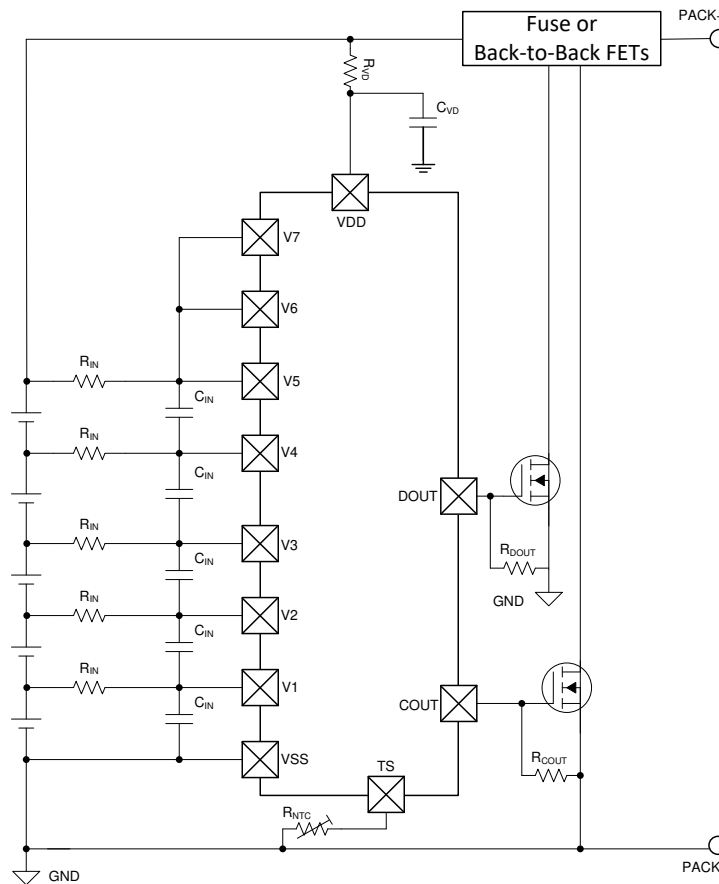 PACK-
Fuse or
Back-to-Back FETs
RVD
CVD
VDD
V7
V6
RIN
V5
CIN
RIN
V4
CIN
DOUT
RIN
V3
RDOUT
CIN
GND
RIN
V2
CIN
RIN
V1
COUT
CIN
VSS
TS
RCOUT
RNTC
GND
PACK